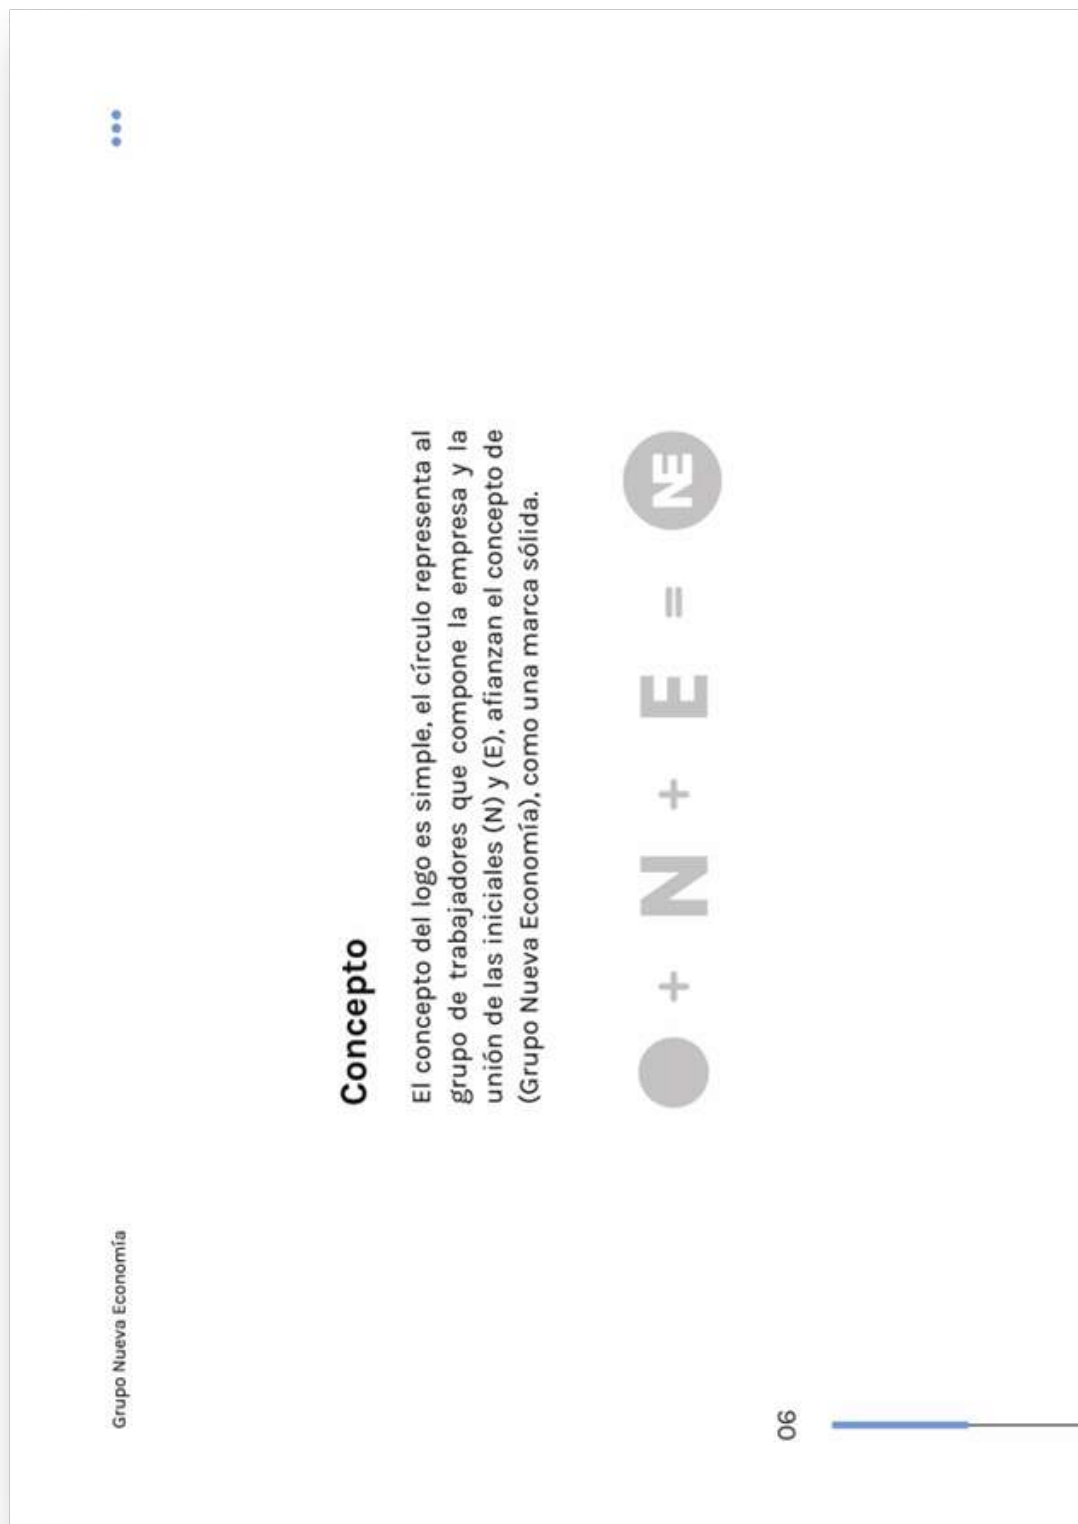 Grupo Nueva Economía
Concepto
El concepto del logo es simple, el círculo representa al
grupo de trabajadores que compone la empresa y la
unión de las iniciales (N) y (E), afianzan el concepto de
(Grupo Nueva Economía), como una marca sólida.
+ N + E = NE
06